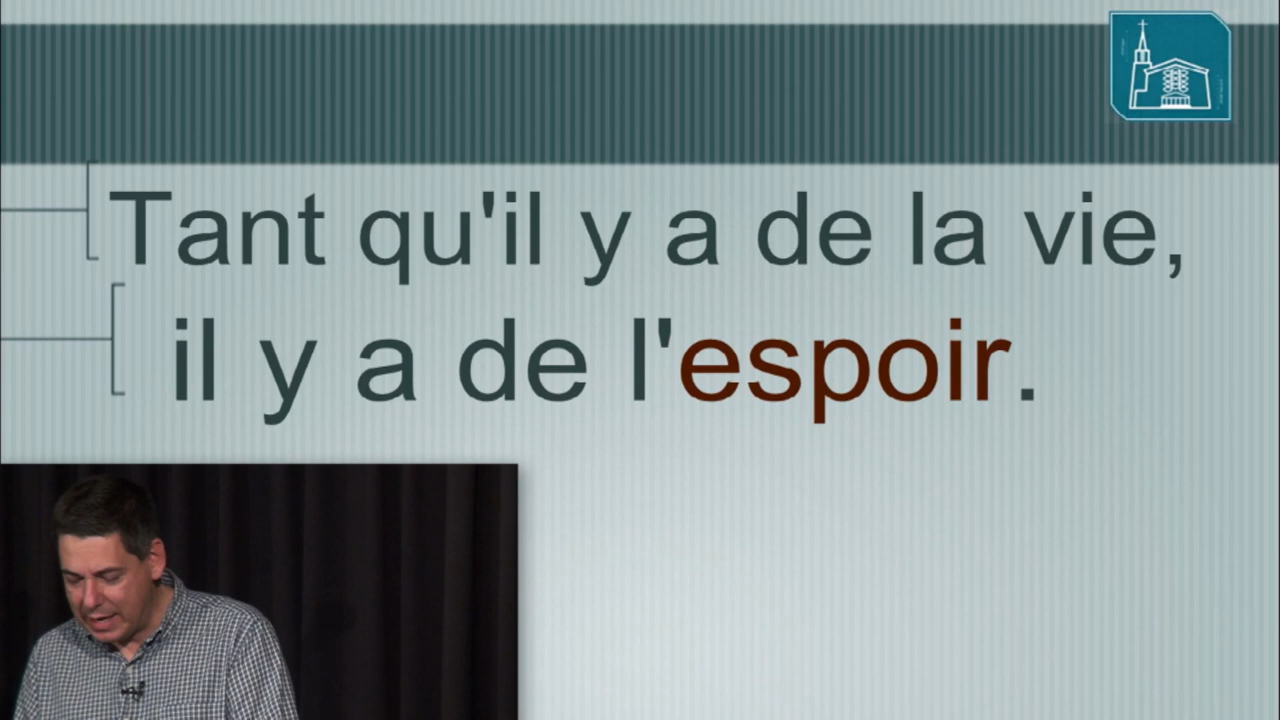 Tant qu'il y a de la vie,
il y a de l'espoir.